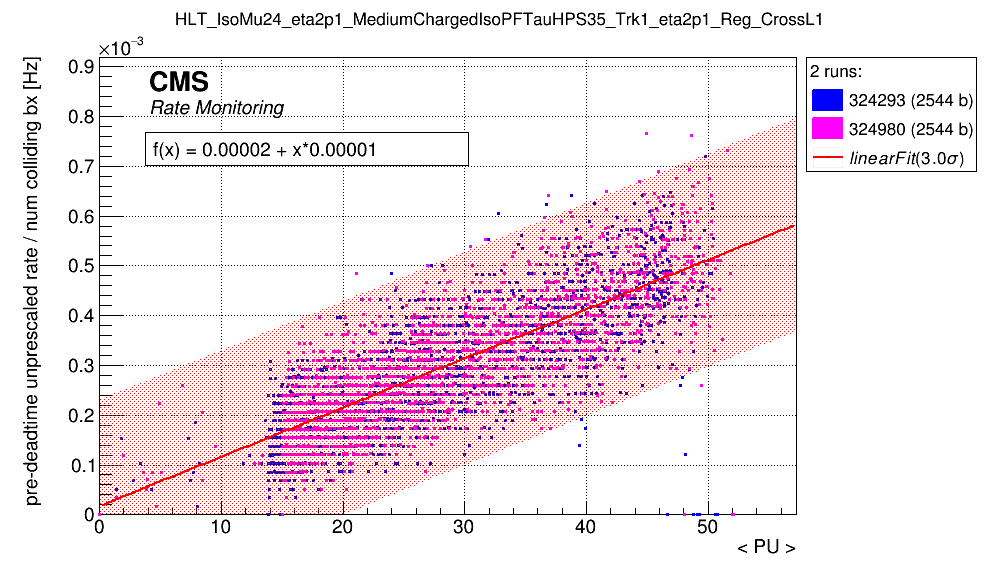 HLT_IsoMu24_eta2p1_MediumChargedIsoPFTauHPS35_Trk1_eta2p1_Reg_CrossL1
×10⁻³
pre-deadtime unprescaled rate / num colliding bx [Hz]
0.9
0.8
0.7
0.6
0.5
0.4
0.3
0.2
0.1
0
CMS
Rate Monitoring
f(x) = 0.00002 + x*0.00001
2 runs:
324293 (2544 b)
324980 (2544 b)
linearFit(3.0σ)
0 10 20 30 40 50
< PU >